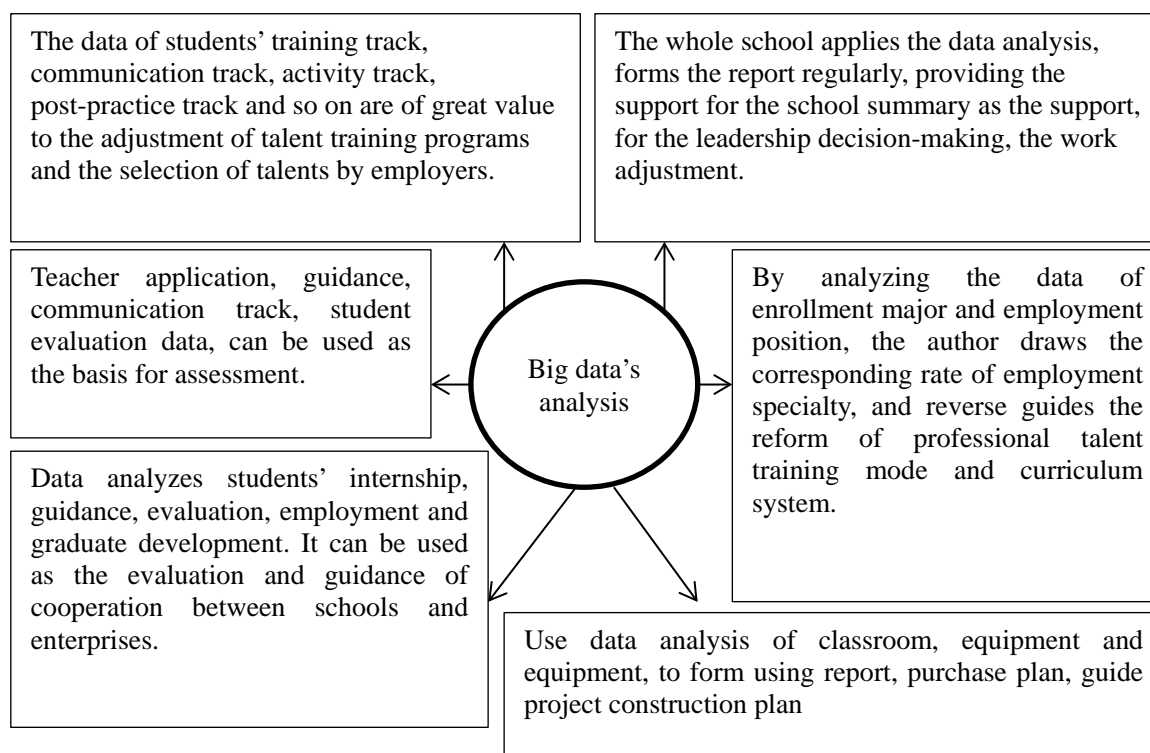 The data of students’ training track,
communication track, activity track,
post-practice track and so on are of great value
to the adjustment of talent training programs
and the selection of talents by employers.
The whole school applies the data analysis,
forms the report regularly, providing the
support for the school summary as the support,
for the leadership decision-making, the work
adjustment.
Teacher application, guidance,
communication track, student
evaluation data, can be used as
the basis for assessment.
Big data’s
analysis
By analyzing the data of
enrollment major and employment
position, the author draws the
corresponding rate of employment
specialty, and reverse guides the
reform of professional talent
training mode and curriculum
system.
Data analyzes students’ internship,
guidance, evaluation, employment and
graduate development. It can be used
as the evaluation and guidance of
cooperation between schools and
enterprises.
Use data analysis of classroom, equipment and
equipment, to form using report, purchase plan, guide
project construction plan